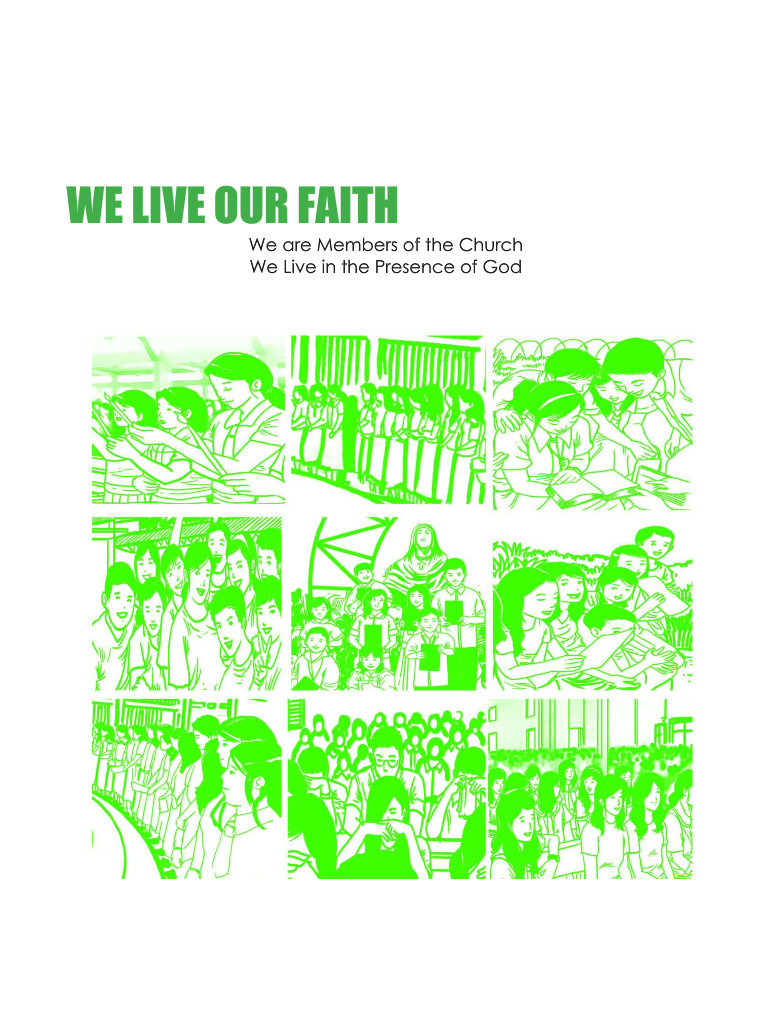 WE LIVE OUR FAITH
We are Members of the Church
We Live in the Presence of God